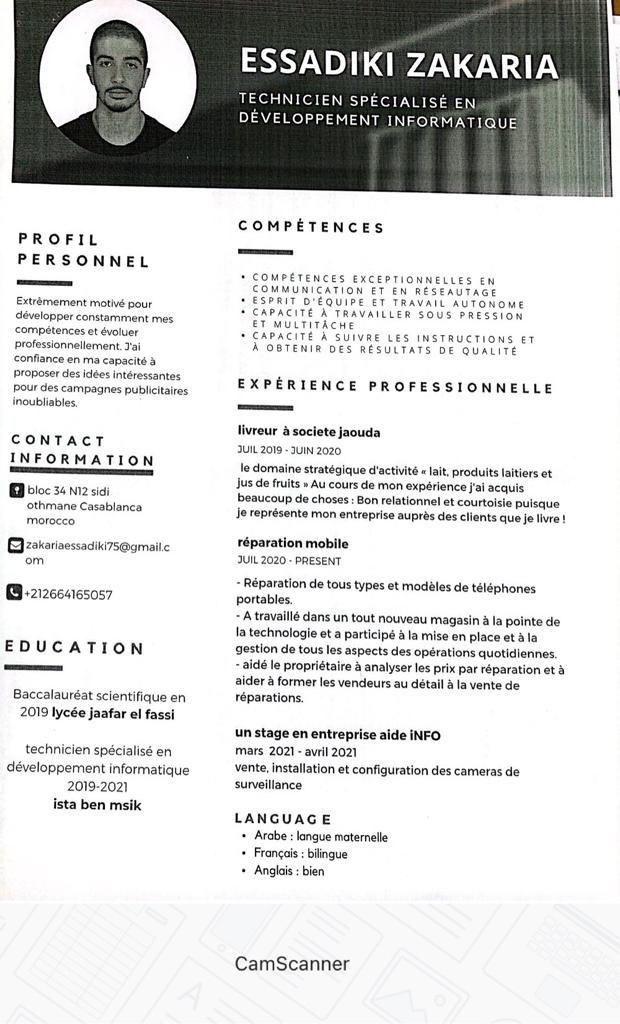 ESSADIKI ZAKARIA
TECHNICIEN SPÉCIALISÉ EN
DÉVELOPPEMENT INFORMATIQUE
PROFIL
PERSONNEL
Extrèmement motivé pour
développer constamment mes
compétences et évoluer
professionnellement. J'ai
confiance en ma capacité à
proposer des idées intéressantes
pour des campagnes publicitaires
inoubliables.
CONTACT
INFORMATION
bloc 34 N12 sidi
othmane Casablanca
morocco
zakariaessadiki75@gmail.c
om
+212664165057
EDUCATION
Baccalauréat scientifique en
2019 lycée jaafar el fassi
technicien spécialisé en
développement informatique
2019-2021
ista ben msik
COMPÉTENCES
• COMPÉTENCES EXCEPTIONNELLES EN
COMMUNICATION ET EN RÉSEAUTAGE
• ESPRIT D'ÉQUIPE ET TRAVAIL AUTONOME
• CAPACITÉ À TRAVAILLER SOUS PRESSION
ET MULTITÂCHE
• CAPACITÉ À SUIVRE LES INSTRUCTIONS ET
À OBTENIR DES RÉSULTATS DE QUALITÉ
EXPÉRIENCE PROFESSIONNELLE
livreur à societe jaouda
JUIL 2019 - JUIN 2020
le domaine stratégique d'activité « lait, produits laitiers et
jus de fruits » Au cours de mon expérience j'ai acquis
beaucoup de choses : Bon relationnel et courtoisie puisque
je représente mon entreprise auprès des clients que je livre !
réparation mobile
JUIL 2020 - PRESENT
- Réparation de tous types et modèles de téléphones
portables.
- A travaillé dans un tout nouveau magasin à la pointe de
la technologie et a participé à la mise en place et à la
gestion de tous les aspects des opérations quotidiennes.
- aidé le propriétaire à analyser les prix par réparation et à
aider à former les vendeurs au détail à la vente de
réparations.
un stage en entreprise aide iNFO
mars 2021 - avril 2021
vente, installation et configuration des cameras de
surveillance
LANGUAGE
• Arabe : langue maternelle
• Français : bilingue
• Anglais : bien
CamScanner